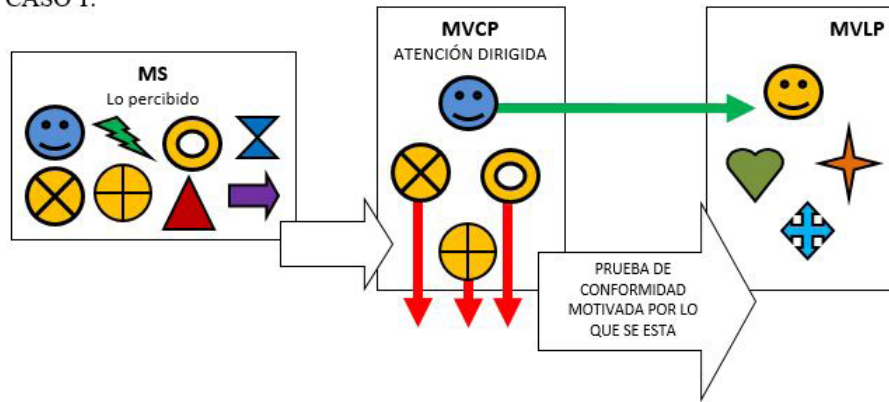 CASO 1:
MS
Lo percibido
MVCP
ATENCIÓN DIRIGIDA
MVLP
PRUEBA DE
CONFORMIDAD
MOTIVADA POR LO
QUE SE ESTA